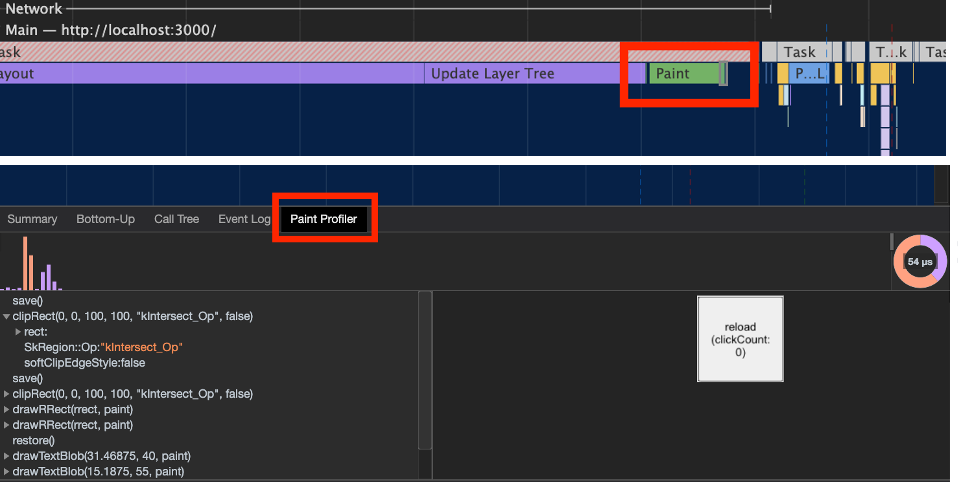 Network
Main — http://localhost:3000/
ask
Task
T...k
Tas
ayout
Update Layer Tree
Paint
P...L
Summary
Bottom-Up
Call Tree
Event Log
Paint Profiler
54 µs
save()
clipRect(0, 0, 100, 100, "kIntersect_Op", false)
rect:
SkRegion::Op:"kIntersect_Op"
softClipEdgeStyle:false
save()
clipRect(0, 0, 100, 100, "kIntersect_Op", false)
drawRRect(rrect, paint)
drawRRect(rrect, paint)
restore()
drawTextBlob(31.46875, 40, paint)
drawTextBlob(15.1875, 55, paint)
reload
(clickCount:
0)